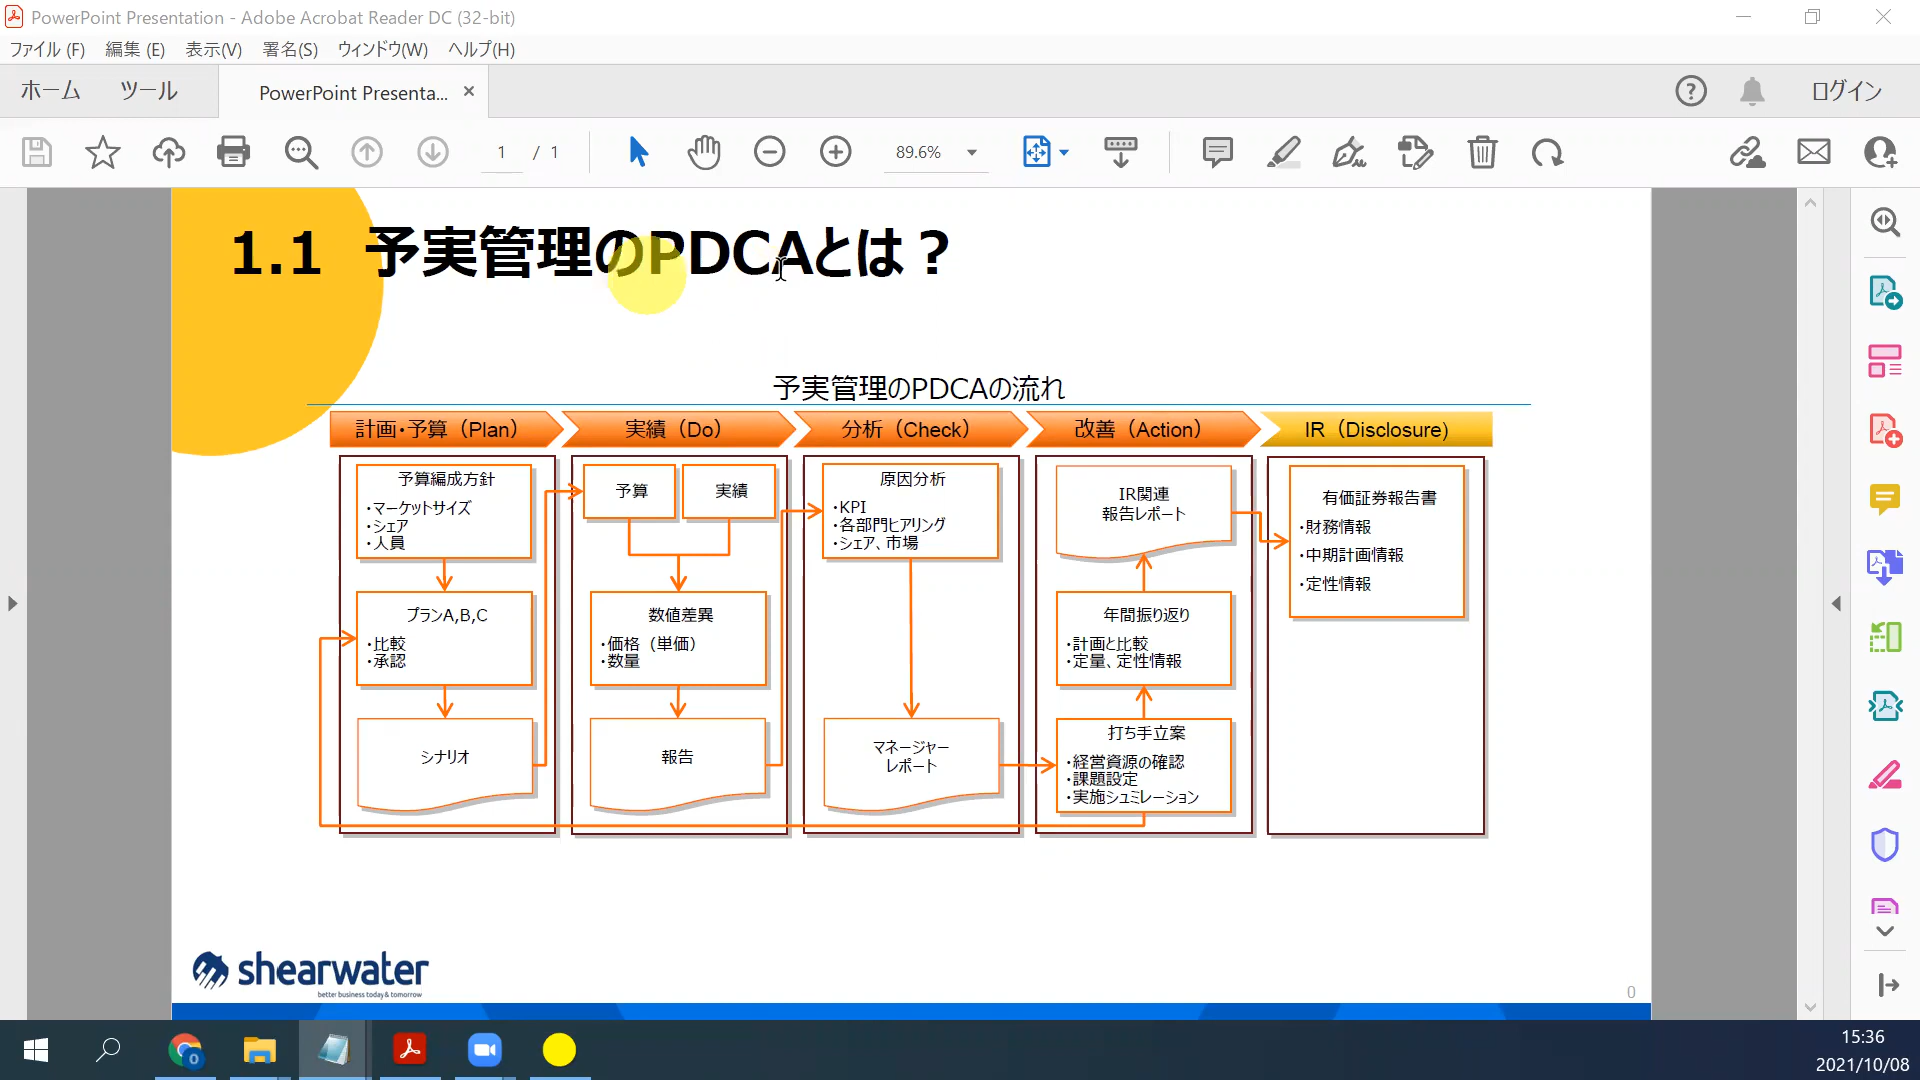 PowerPoint Presentation - Adobe Acrobat Reader DC (32-bit)
ファイル (F) 編集 (E) 表示(V) 署名(S) ウィンドウ(W) ヘルプ(H)
ホーム ツール PowerPoint Presenta... × ログイン
1 / 1 89.6%
1.1 予実管理のPDCAとは？
予実管理のPDCAの流れ
計画・予算（Plan） 実績（Do） 分析（Check） 改善（Action） IR（Disclosure）
予算編成方針
・マーケットサイズ
・シェア
・人員
プランA,B,C
・比較
・承認
シナリオ
予算 実績
数値差異
・価格（単価）
・数量
報告
原因分析
・KPI
・各部門ヒアリング
・シェア、市場
マネージャー
レポート
IR関連
報告レポート
年間振り返り
・計画と比較
・定量、定性情報
打ち手立案
・経営資源の確認
・課題設定
・実施シュミレーション
有価証券報告書
・財務情報
・中期計画情報
・定性情報
shearwater
better business today & tomorrow
0
15:36
2021/10/08